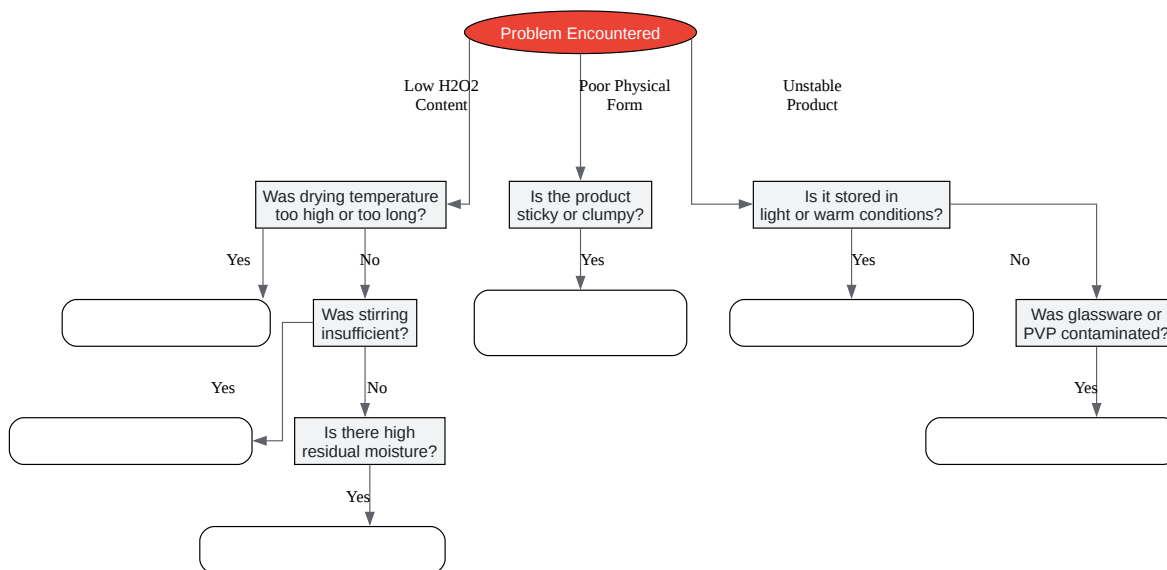 Problem Encountered
Low H2O2
Content
Poor Physical
Form
Unstable
Product
Was drying temperature
too high or too long?
Is the product
sticky or clumpy?
Is it stored in
light or warm conditions?
Yes
No
Yes
Yes
No
Was stirring
insufficient?
Was glassware or
PVP contaminated?
Yes
No
Yes
Is there high
residual moisture?
Yes